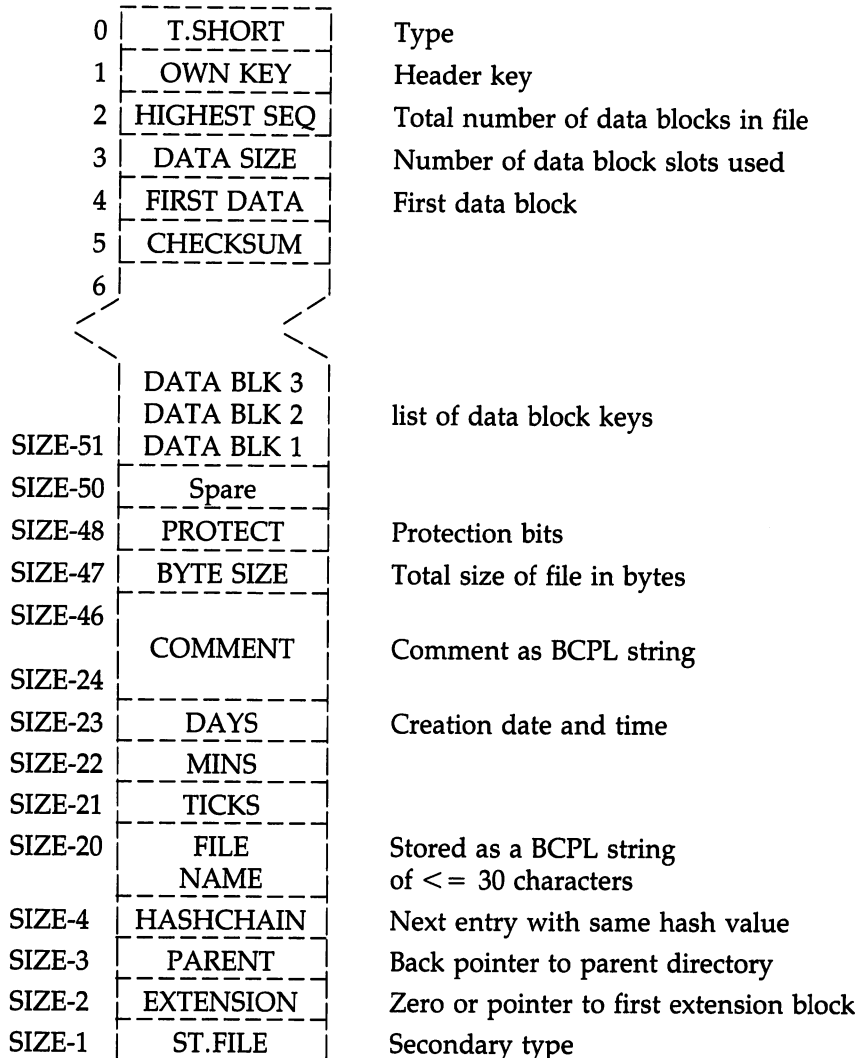 0 T.SHORT Type
1 OWN KEY Header key
2 HIGHEST SEQ Total number of data blocks in file
3 DATA SIZE Number of data block slots used
4 FIRST DATA First data block
5 CHECKSUM
6
DATA BLK 3
DATA BLK 2 list of data block keys
SIZE-51 DATA BLK 1
SIZE-50 Spare
SIZE-48 PROTECT Protection bits
SIZE-47 BYTE SIZE Total size of file in bytes
SIZE-46
COMMENT Comment as BCPL string
SIZE-24
SIZE-23 DAYS Creation date and time
SIZE-22 MINS
SIZE-21 TICKS
SIZE-20 FILE Stored as a BCPL string
NAME of <= 30 characters
SIZE-4 HASHCHAIN Next entry with same hash value
SIZE-3 PARENT Back pointer to parent directory
SIZE-2 EXTENSION Zero or pointer to first extension block
SIZE-1 ST.FILE Secondary type